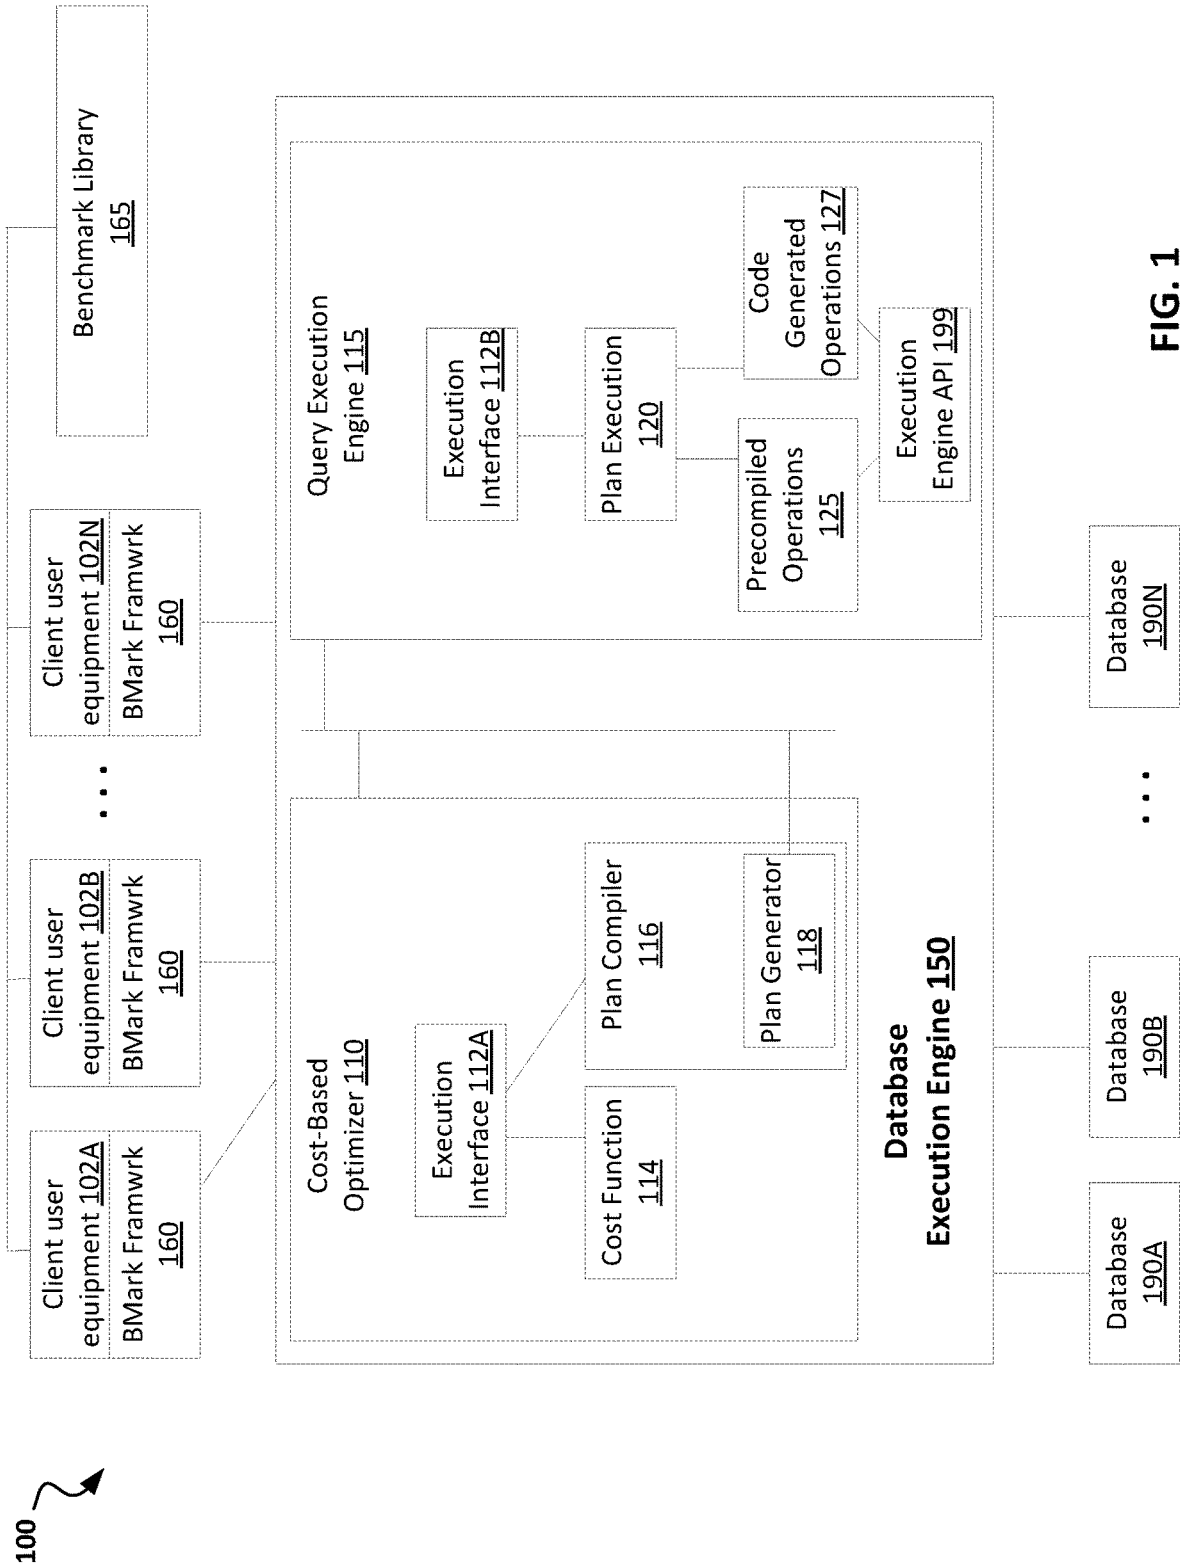 100
Client user
equipment 102A
BMark Framwrk
160
Client user
equipment 102B
BMark Framwrk
160
• • •
Client user
equipment 102N
BMark Framwrk
160
Benchmark Library
165
Cost-Based
Optimizer 110
Execution
Interface 112A
Cost Function
114
Plan Compiler
116
Plan Generator
118
Query Execution
Engine 115
Execution
Interface 112B
Plan Execution
120
Precompiled
Operations
125
Code
Generated
Operations 127
Execution
Engine API 199
Database
Execution Engine 150
Database
190A
Database
190B
• • •
Database
190N
FIG. 1